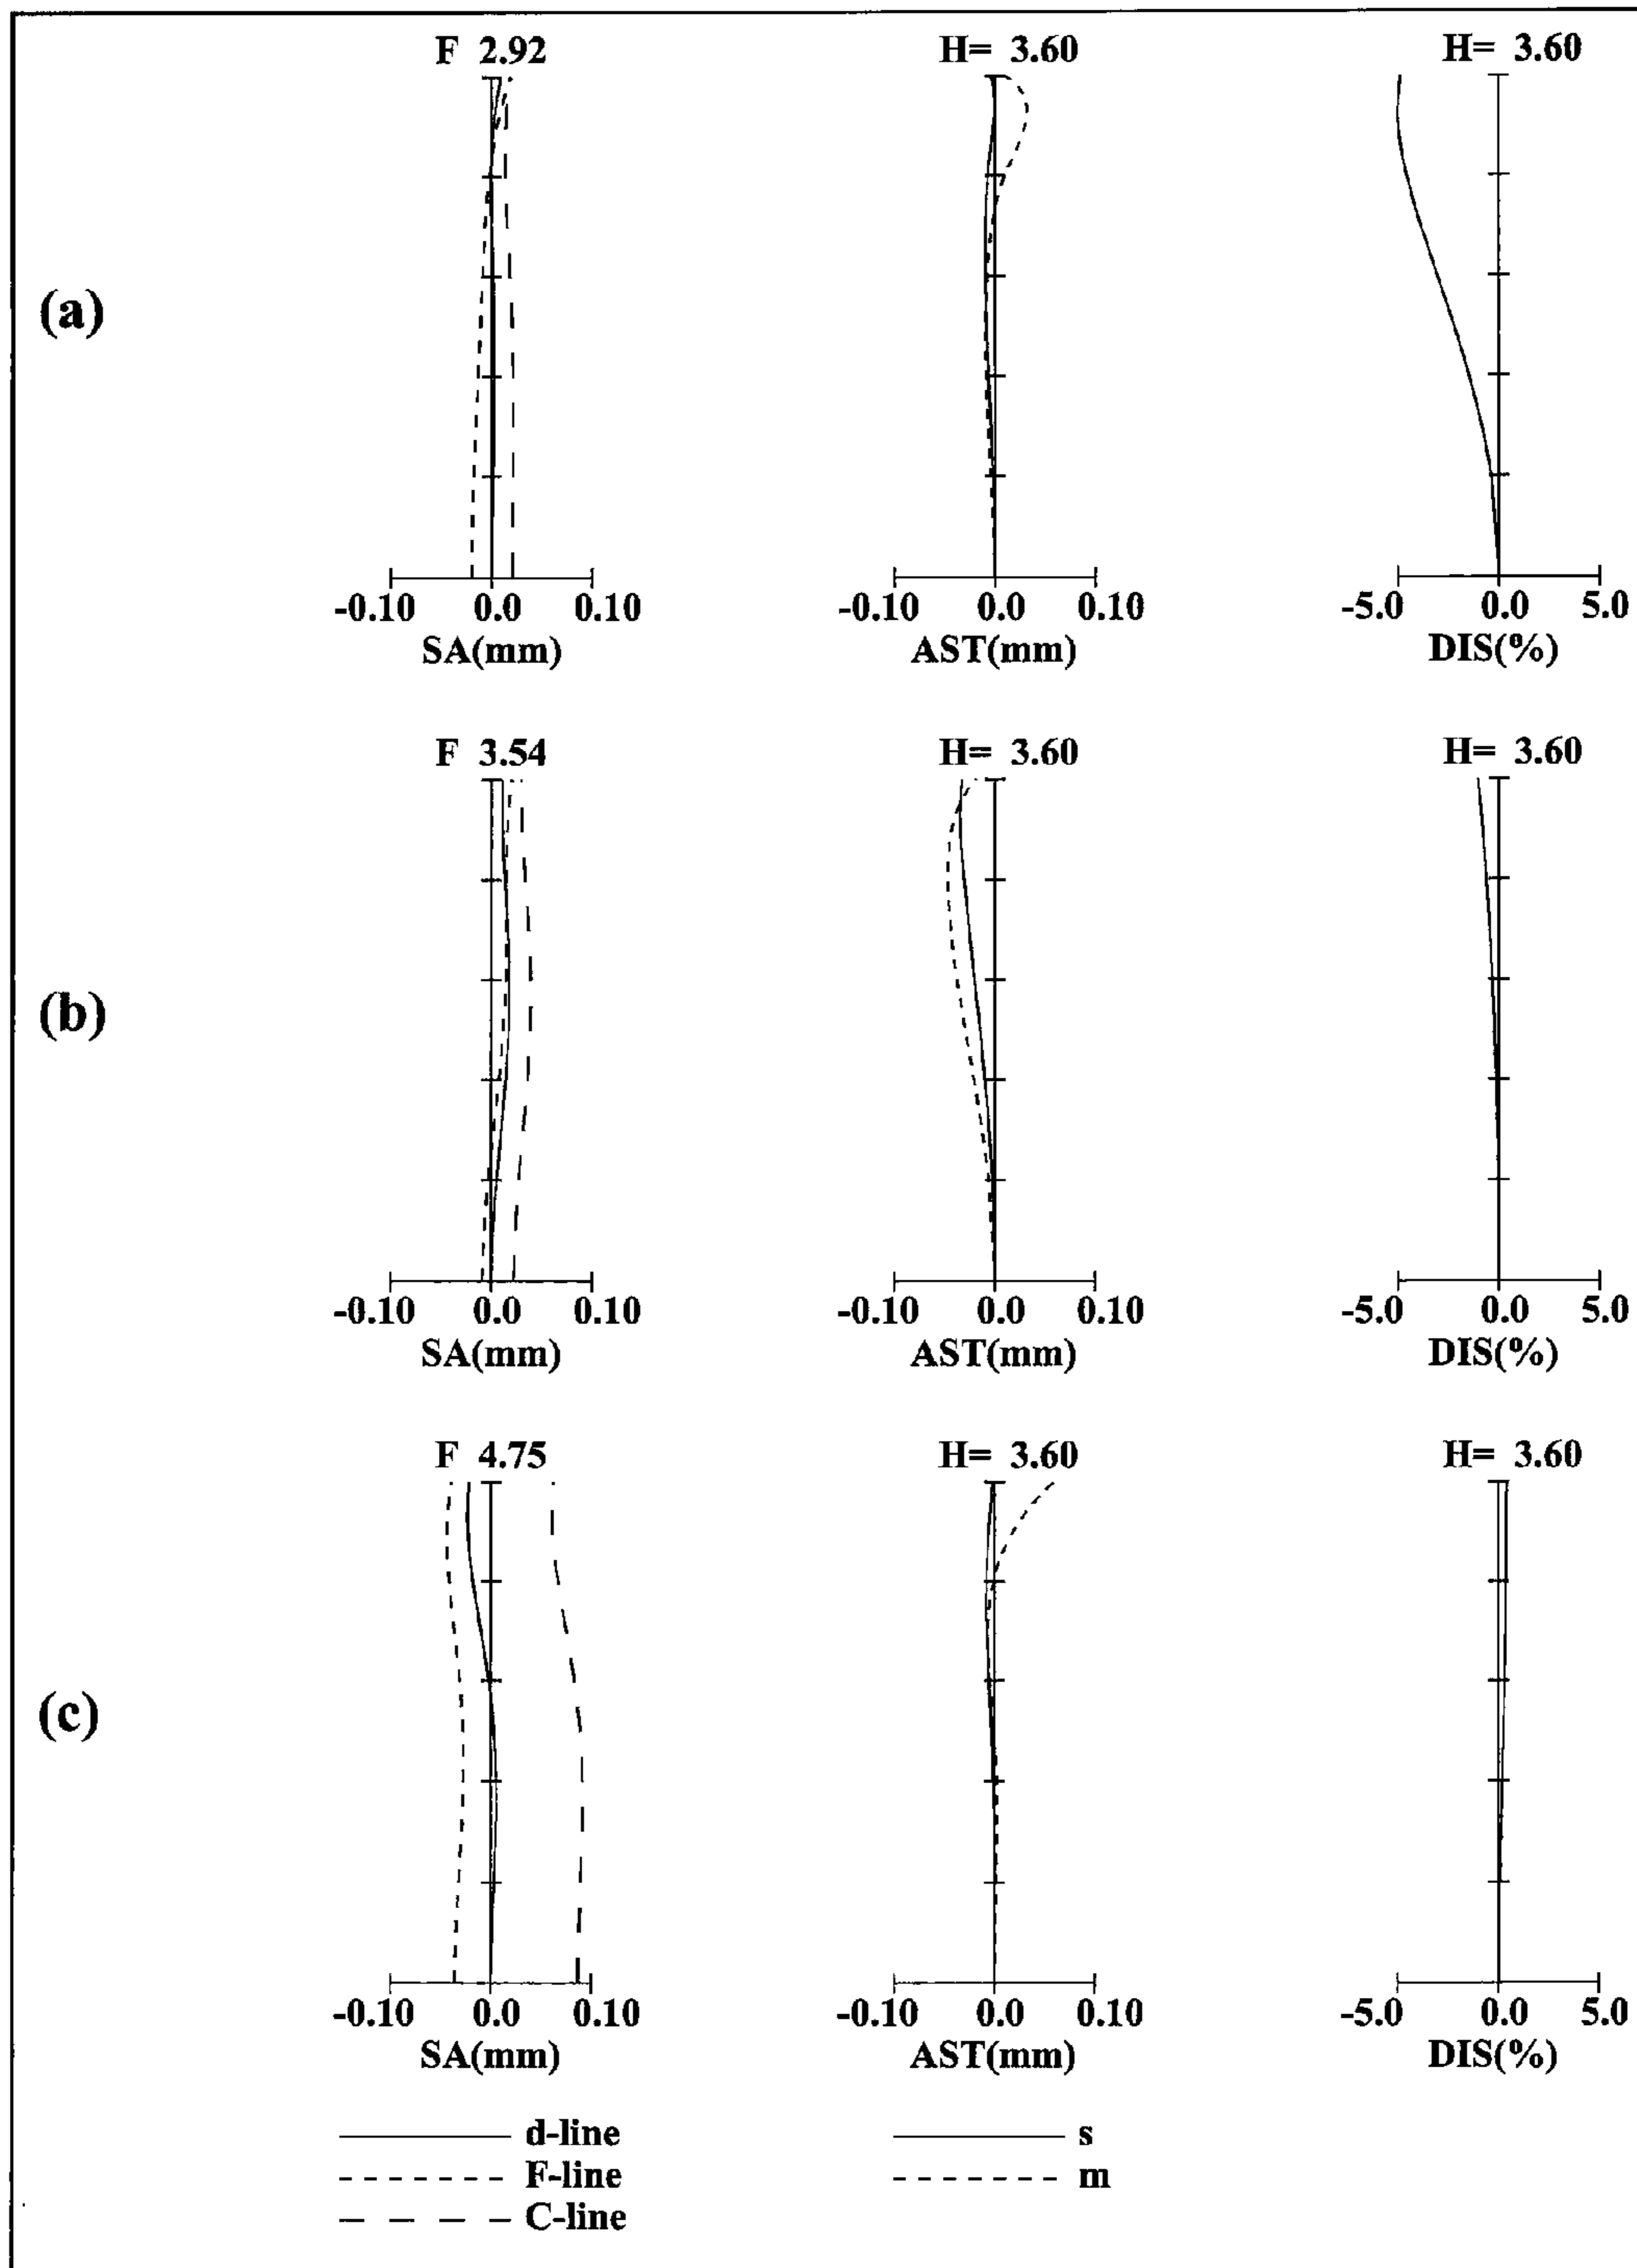 F 2.92 H= 3.60 H= 3.60
(a)
-0.10 0.0 0.10 -0.10 0.0 0.10 -5.0 0.0 5.0
SA(mm) AST(mm) DIS(%)
F 3.54 H= 3.60 H= 3.60
(b)
-0.10 0.0 0.10 -0.10 0.0 0.10 -5.0 0.0 5.0
SA(mm) AST(mm) DIS(%)
F 4.75 H= 3.60 H= 3.60
(c)
-0.10 0.0 0.10 -0.10 0.0 0.10 -5.0 0.0 5.0
SA(mm) AST(mm) DIS(%)
d-line s
F-line m
C-line